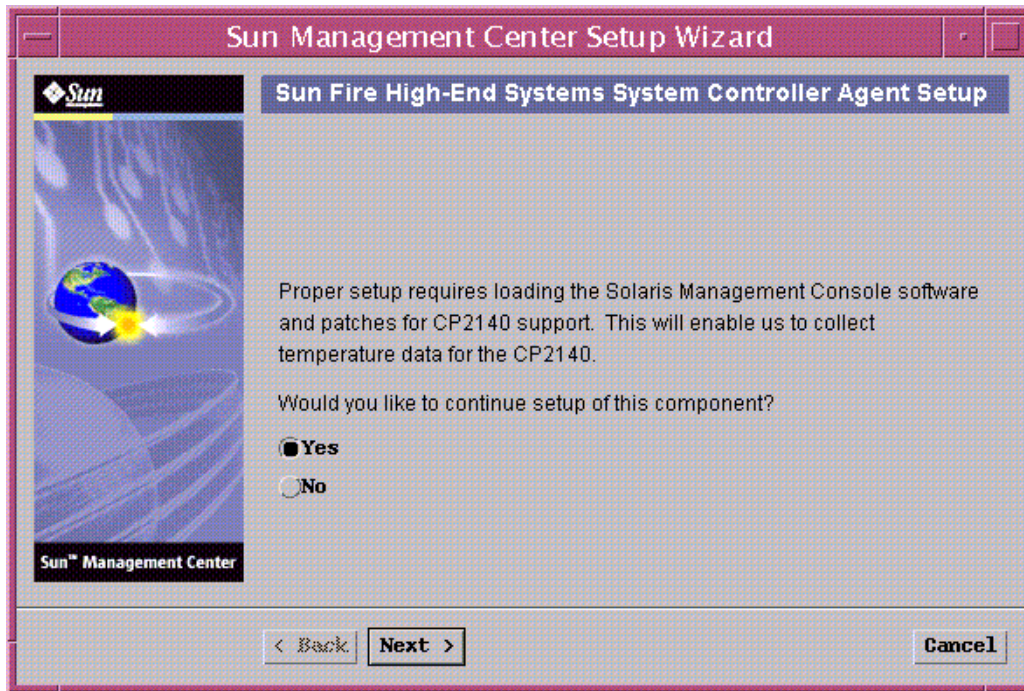 Sun Management Center Setup Wizard
Sun
Sun Fire High-End Systems System Controller Agent Setup
Proper setup requires loading the Solaris Management Console software
and patches for CP2140 support. This will enable us to collect
temperature data for the CP2140.
Would you like to continue setup of this component?
Yes
No
Sun™ Management Center
< Back
Next >
Cancel